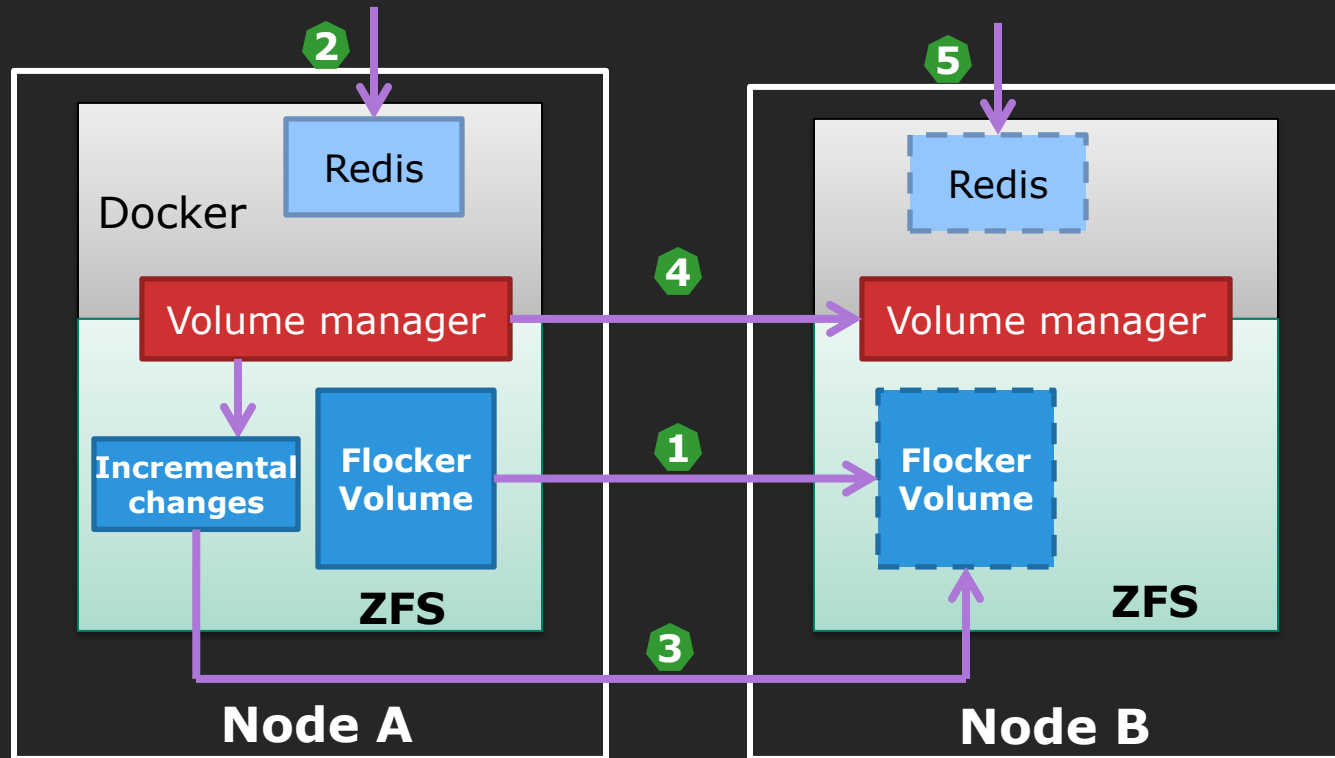 2
5
Redis
Redis
Docker
4
Volume manager
Volume manager
1
Incremental
changes
Flocker
Volume
Flocker
Volume
ZFS
ZFS
3
Node A
Node B